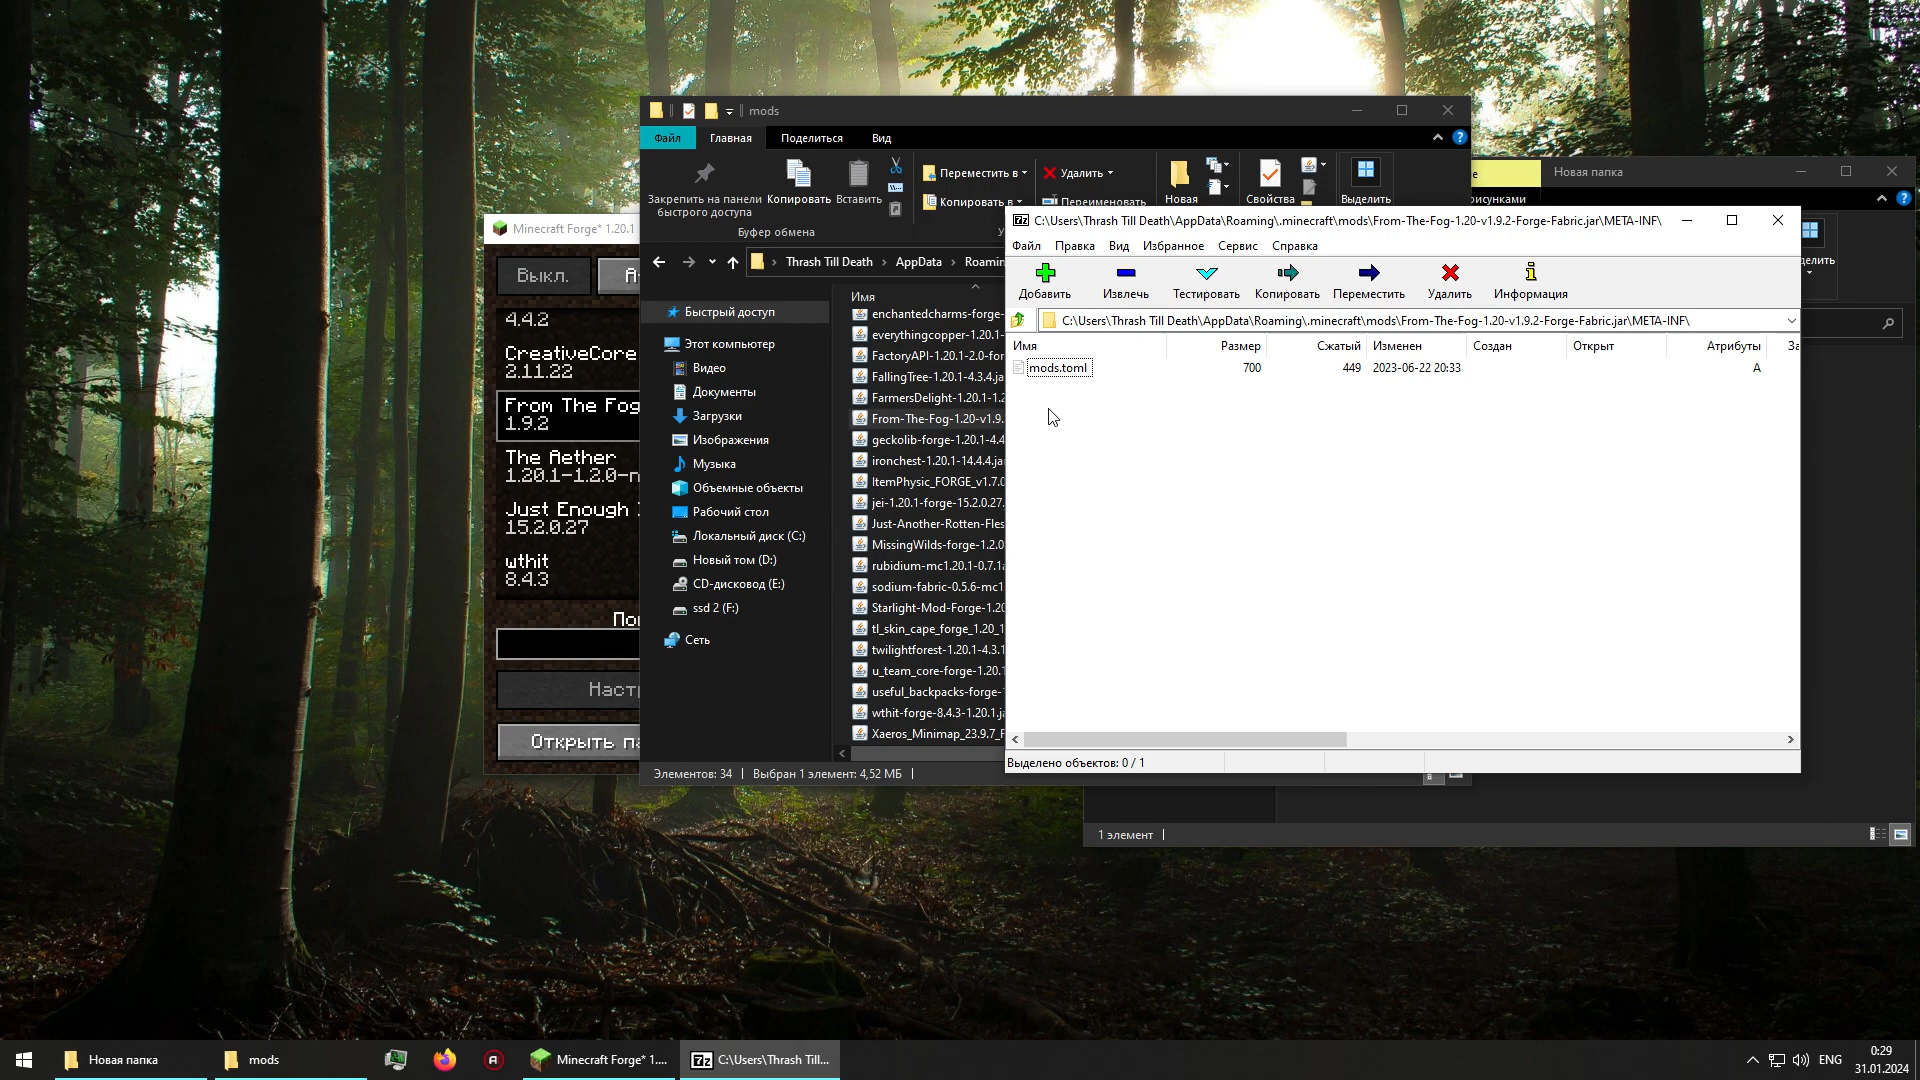 mods
Файл
Главная
Поделиться
Вид
Закрепить на панели
быстрого доступа
Копировать
Вставить
Переместить в
Копировать в
Удалить
Переименовать
Новая
Свойства
Выделить
Буфер обмена
Новая папка
рисунками
Minecraft Forge* 1.20.1
Выкл.
4.4.2
CreativeCore
2.11.22
From The Fog
1.9.2
The Aether
1.20.1-1.2.0-n
Just Enough
15.2.0.27
wthit
8.4.3
Открыть
Thrash Till Death
AppData
Roamin
Быстрый доступ
Этот компьютер
Видео
Документы
Загрузки
Изображения
Музыка
Объемные объекты
Рабочий стол
Локальный диск (C:)
Новый том (D:)
CD-дисковод (E:)
ssd 2 (F:)
Сеть
Имя
enchantedcharms-forge-
everythingcopper-1.20.1-
FactoryAPI-1.20.1-2.0-for
FallingTree-1.20.1-4.3.4.ja
FarmersDelight-1.20.1-1.2
From-The-Fog-1.20-v1.9.
geckolib-forge-1.20.1-4.4
ironchest-1.20.1-14.4.4.ja
ItemPhysic_FORGE_v1.7.0
jei-1.20.1-forge-15.2.0.27.
Just-Another-Rotten-Fles
MissingWilds-forge-1.2.0
rubidium-mc1.20.1-0.7.1a
sodium-fabric-0.5.6-mc1
Starlight-Mod-Forge-1.20
tl_skin_cape_forge_1.20_1
twilightforest-1.20.1-4.3.1
u_team_core-forge-1.20.1
useful_backpacks-forge-1
wthit-forge-8.4.3-1.20.1.ja
Xaeros_Minimap_23.9.7_F
Элементов: 34
Выбран 1 элемент: 4,52 МБ
C:\Users\Thrash Till Death\AppData\Roaming\.minecraft\mods\From-The-Fog-1.20-v1.9.2-Forge-Fabric.jar\META-INF\
Файл Правка Вид Избранное Сервис Справка
Добавить Извлечь Тестировать Копировать Переместить Удалить Информация
C:\Users\Thrash Till Death\AppData\Roaming\.minecraft\mods\From-The-Fog-1.20-v1.9.2-Forge-Fabric.jar\META-INF\
Имя Размер Сжатый Изменен Создан Открыт Атрибуты За
mods.toml 700 449 2023-06-22 20:33 A
Выделено объектов: 0 / 1
1 элемент
Новая папка
mods
Minecraft Forge* 1....
C:\Users\Thrash Till...
ENG
0:29
31.01.2024